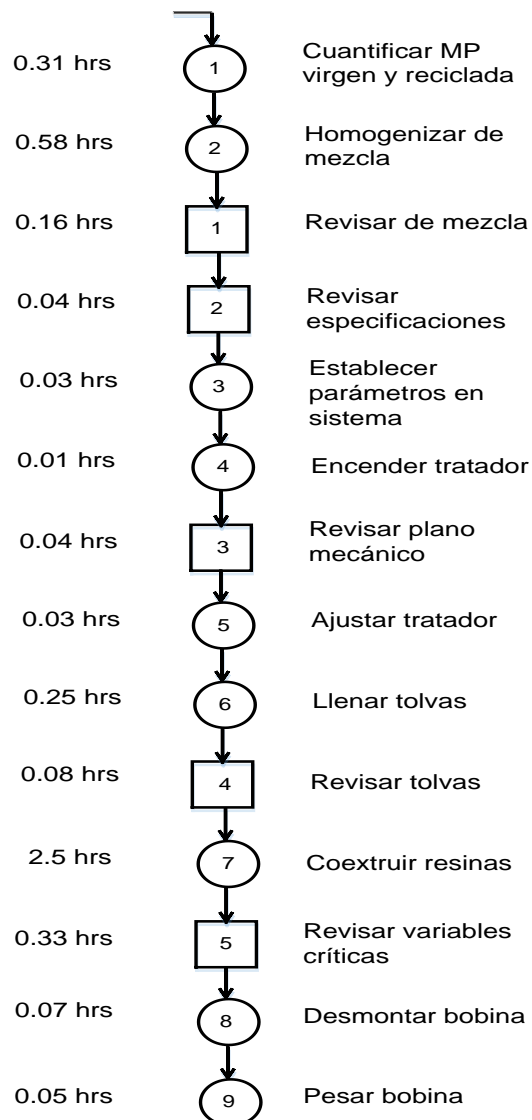 0.31 hrs
1
Cuantificar MP
virgen y reciclada
0.58 hrs
2
Homogenizar de
mezcla
0.16 hrs
1
Revisar de mezcla
0.04 hrs
2
Revisar
especificaciones
0.03 hrs
3
Establecer
parámetros en
sistema
0.01 hrs
4
Encender tratador
0.04 hrs
3
Revisar plano
mecánico
0.03 hrs
5
Ajustar tratador
0.25 hrs
6
Llenar tolvas
0.08 hrs
4
Revisar tolvas
2.5 hrs
7
Coextruir resinas
0.33 hrs
5
Revisar variables
críticas
0.07 hrs
8
Desmontar bobina
0.05 hrs
9
Pesar bobina